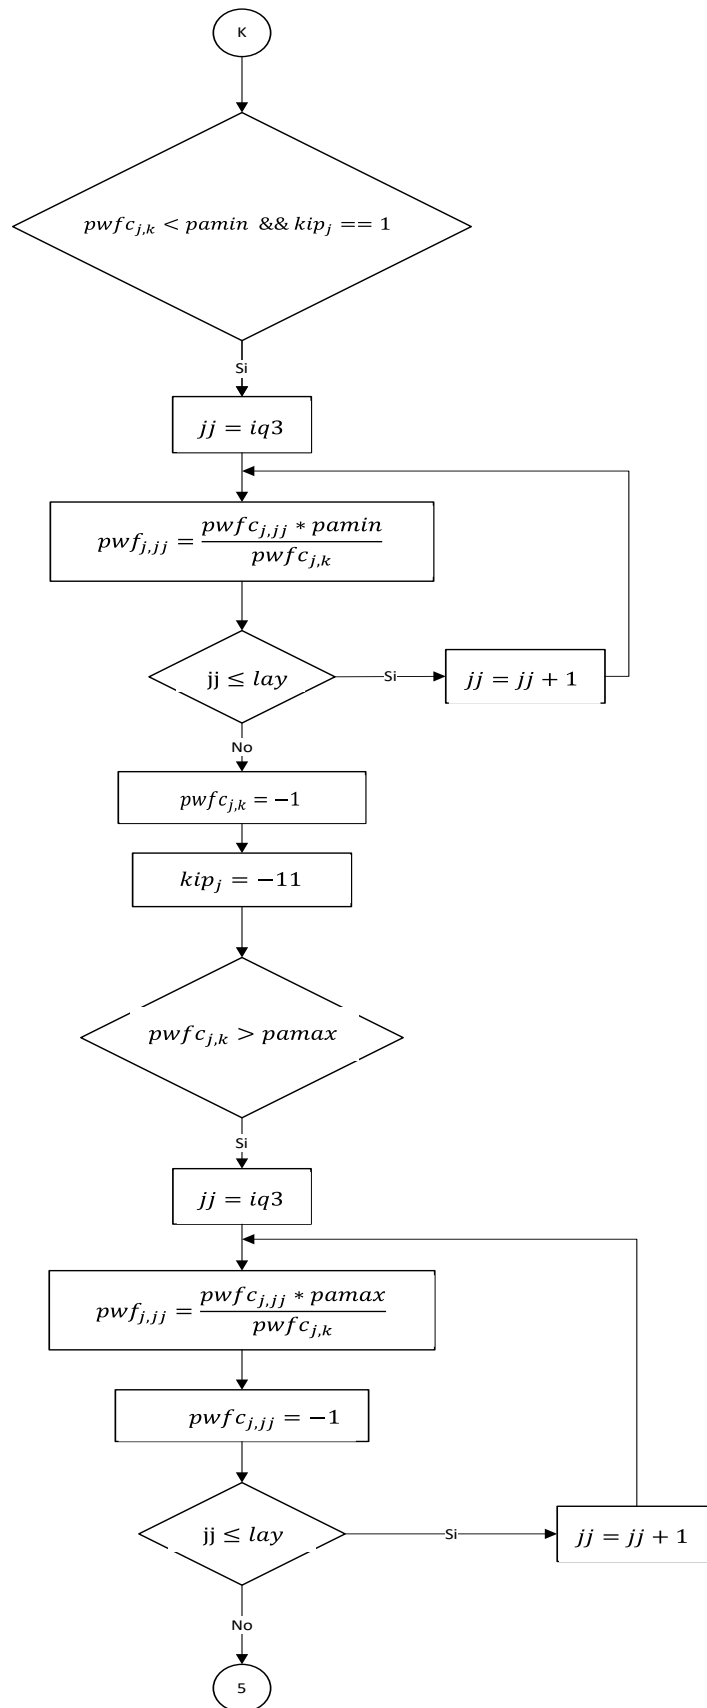 K
pwfc_{j,k} < pamin && kip_j == 1
Si
jj = iq3
pwf_{j,jj} = \frac{pwfc_{j,jj} * pamin}{pwfc_{j,k}}
jj ≤ lay
Si
jj = jj + 1
No
pwfc_{j,k} = −1
kip_j = −11
pwfc_{j,k} > pamax
Si
jj = iq3
pwf_{j,jj} = \frac{pwfc_{j,jj} * pamax}{pwfc_{j,k}}
pwfc_{j,jj} = −1
jj ≤ lay
Si
jj = jj + 1
No
5